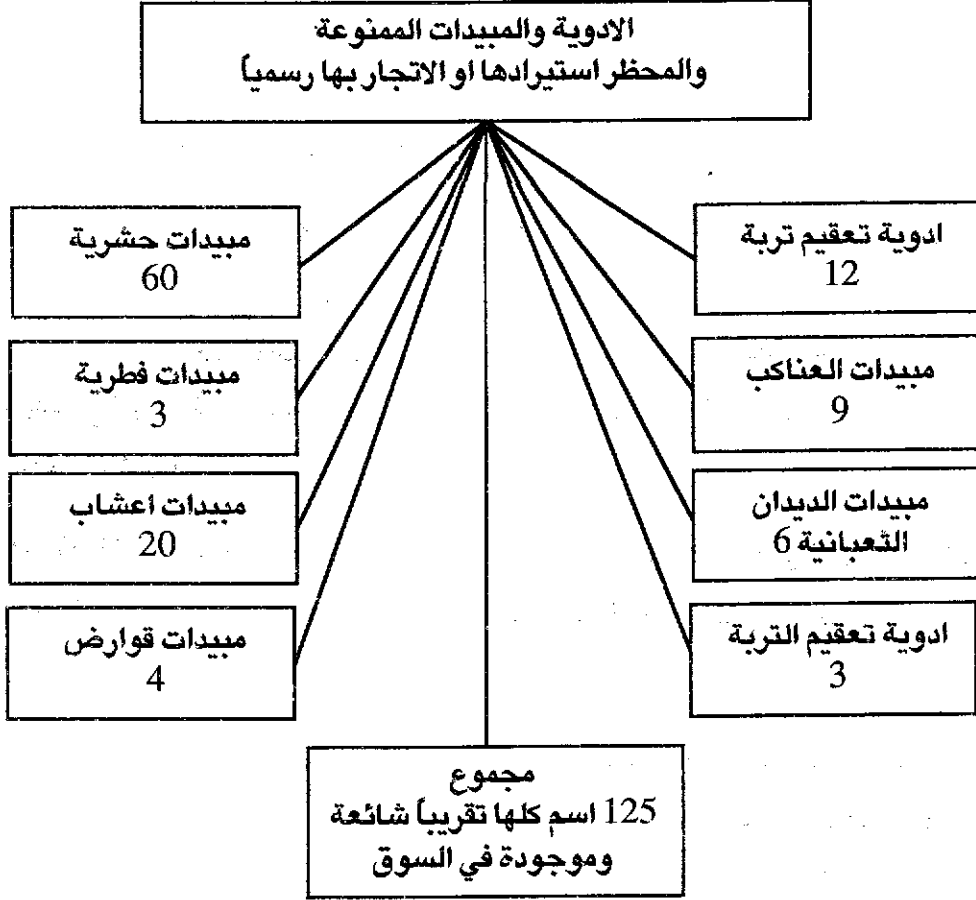 الادوية والمبيدات الممنوعة
والمحظر استيرادها او الاتجار بها رسمياً
ادوية تعقيم تربة
12
مبيدات حشرية
60
مبيدات العناكب
9
مبيدات فطرية
3
مبيدات الديدان
الثعبانية 6
مبيدات اعشاب
20
ادوية تعقيم التربة
3
مبيدات قوارض
4
مجموع
125 اسم كلها تقريباً شائعة
وموجودة في السوق